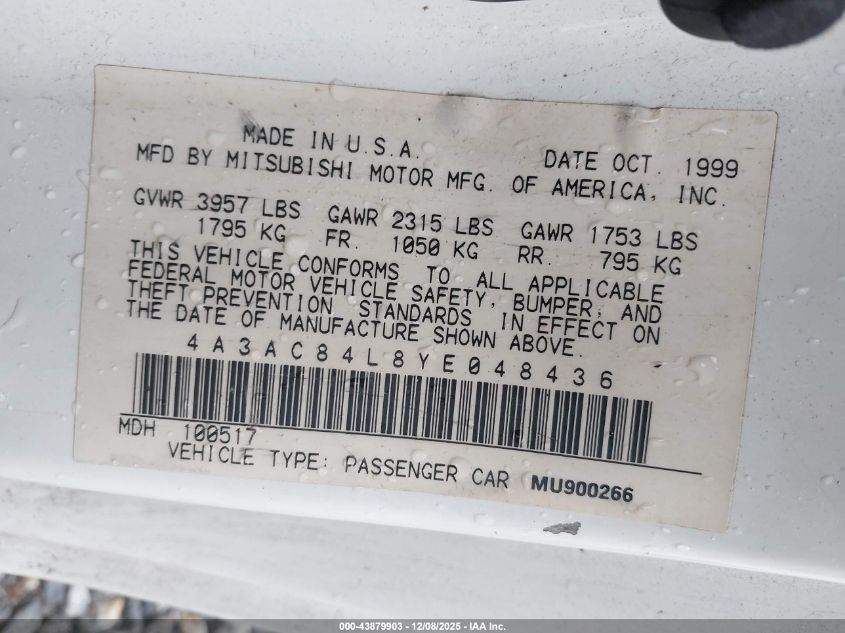 MADE IN U.S.A. DATE OCT. 1999
MFD BY MITSUBISHI MOTOR MFG. OF AMERICA, INC.
GVWR 3957 LBS GAWR 2315 LBS GAWR 1753 LBS
1795 KG FR. 1050 KG RR. 795 KG
THIS VEHICLE CONFORMS TO ALL APPLICABLE
FEDERAL MOTOR VEHICLE SAFETY, BUMPER, AND
THEFT PREVENTION STANDARDS IN EFFECT ON
THE DATE OF MANUFACTURE SHOWN ABOVE.
4A3AC84L8YE048436
MDH 100517
VEHICLE TYPE: PASSENGER CAR MU900266
000-43879903 - 12/08/2025 - IAA Inc.